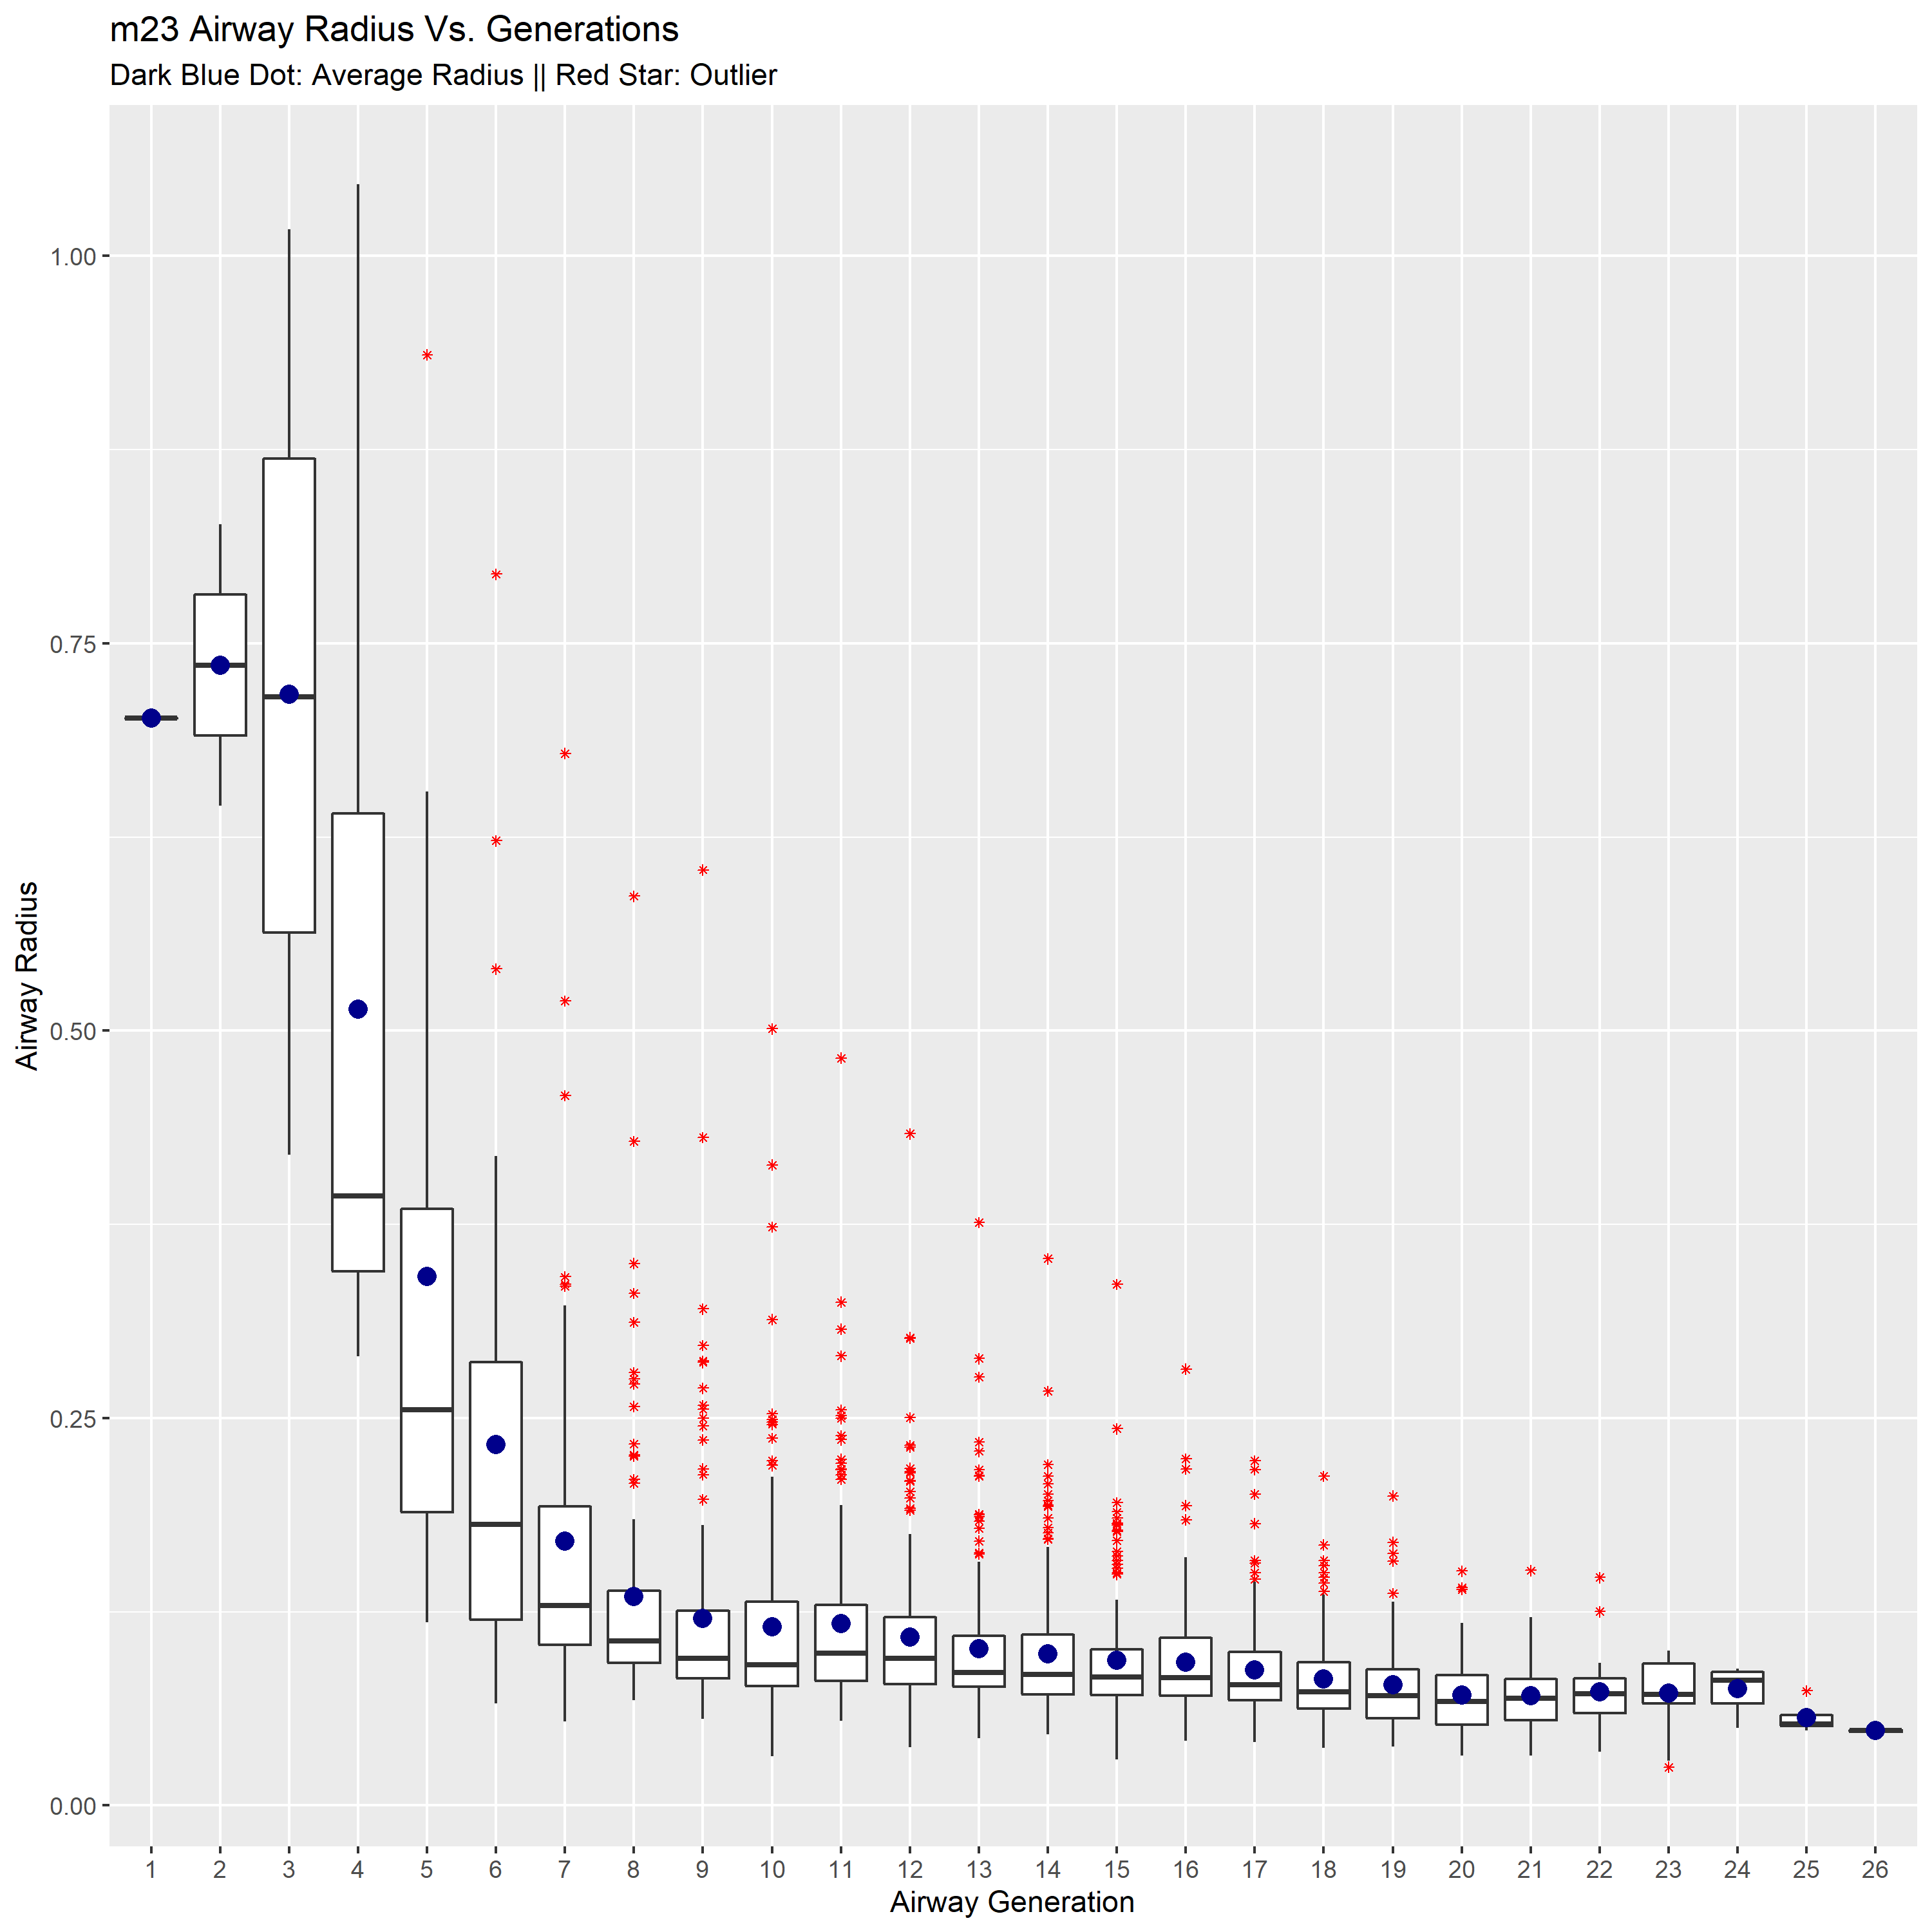 m23 Airway Radius Vs. Generations
Dark Blue Dot: Average Radius || Red Star: Outlier
Airway Radius
1.00
0.75
0.50
0.25
0.00
1 2 3 4 5 6 7 8 9 10 11 12 13 14 15 16 17 18 19 20 21 22 23 24 25 26
Airway Generation